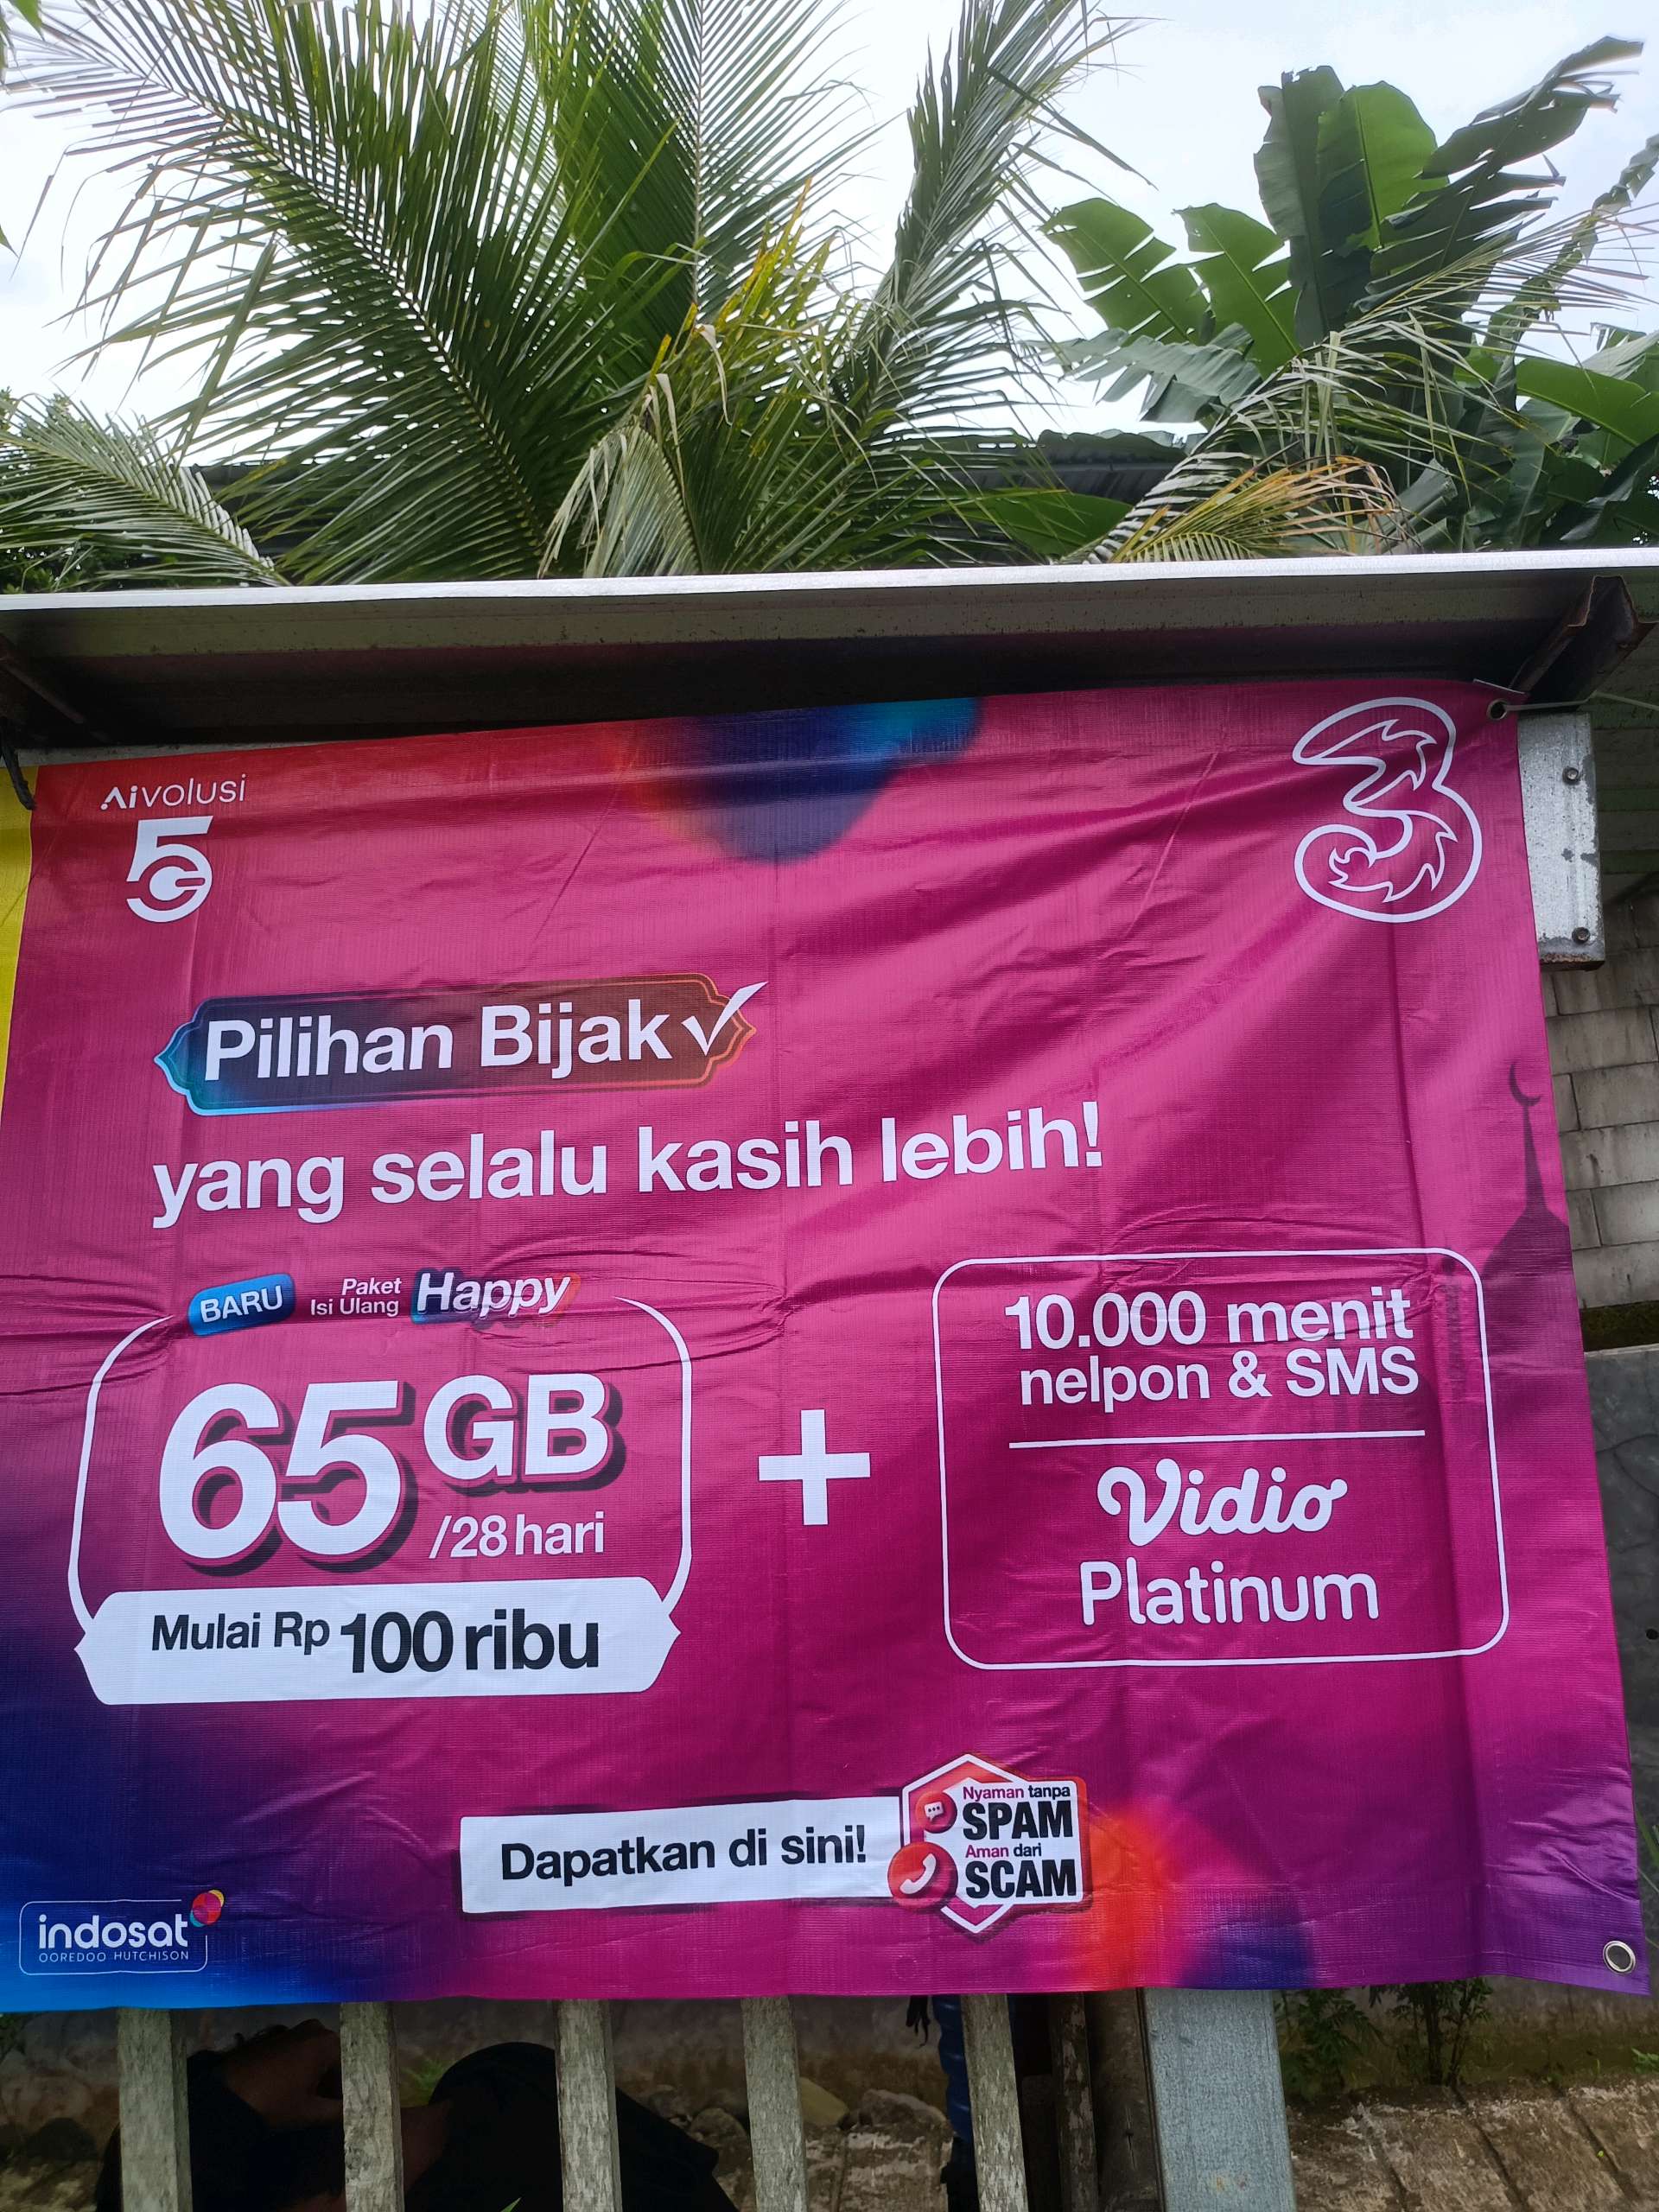 Aivolusi
5G
3
Pilihan Bijak
yang selalu kasih lebih!
BARU Paket Isi Ulang Happy
65 GB
/28 hari
Mulai Rp 100 ribu
+
10.000 menit
nelpon & SMS
Vidio
Platinum
Dapatkan di sini!
Nyaman tanpa
SPAM
Aman dari
SCAM
indosat
OOREDOO HUTCHISON